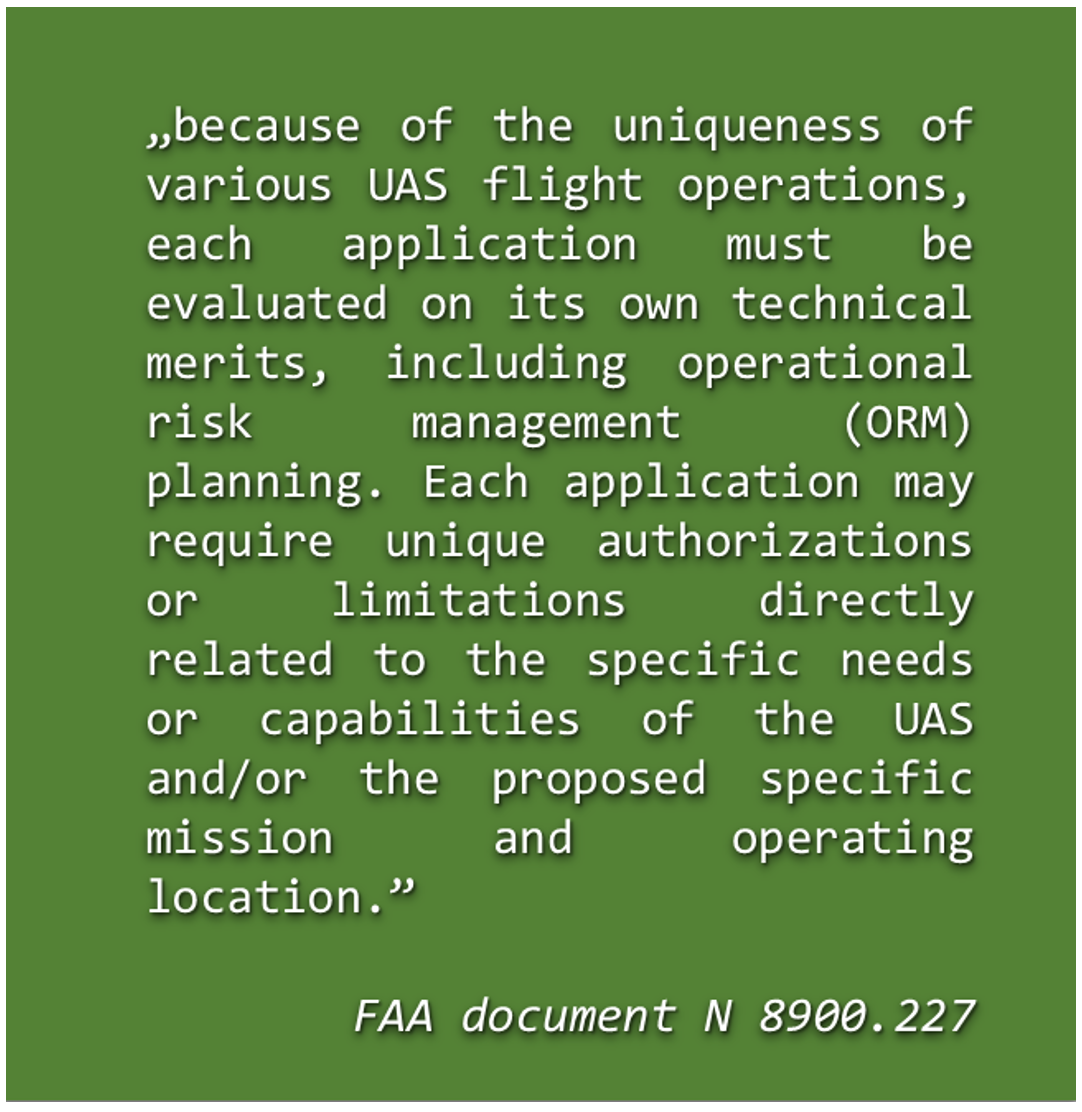 „because of the uniqueness of
various UAS flight operations,
each application must be
evaluated on its own technical
merits, including operational
risk management (ORM)
planning. Each application may
require unique authorizations
or limitations directly
related to the specific needs
or capabilities of the UAS
and/or the proposed specific
mission and operating
location.”
FAA document N 8900.227